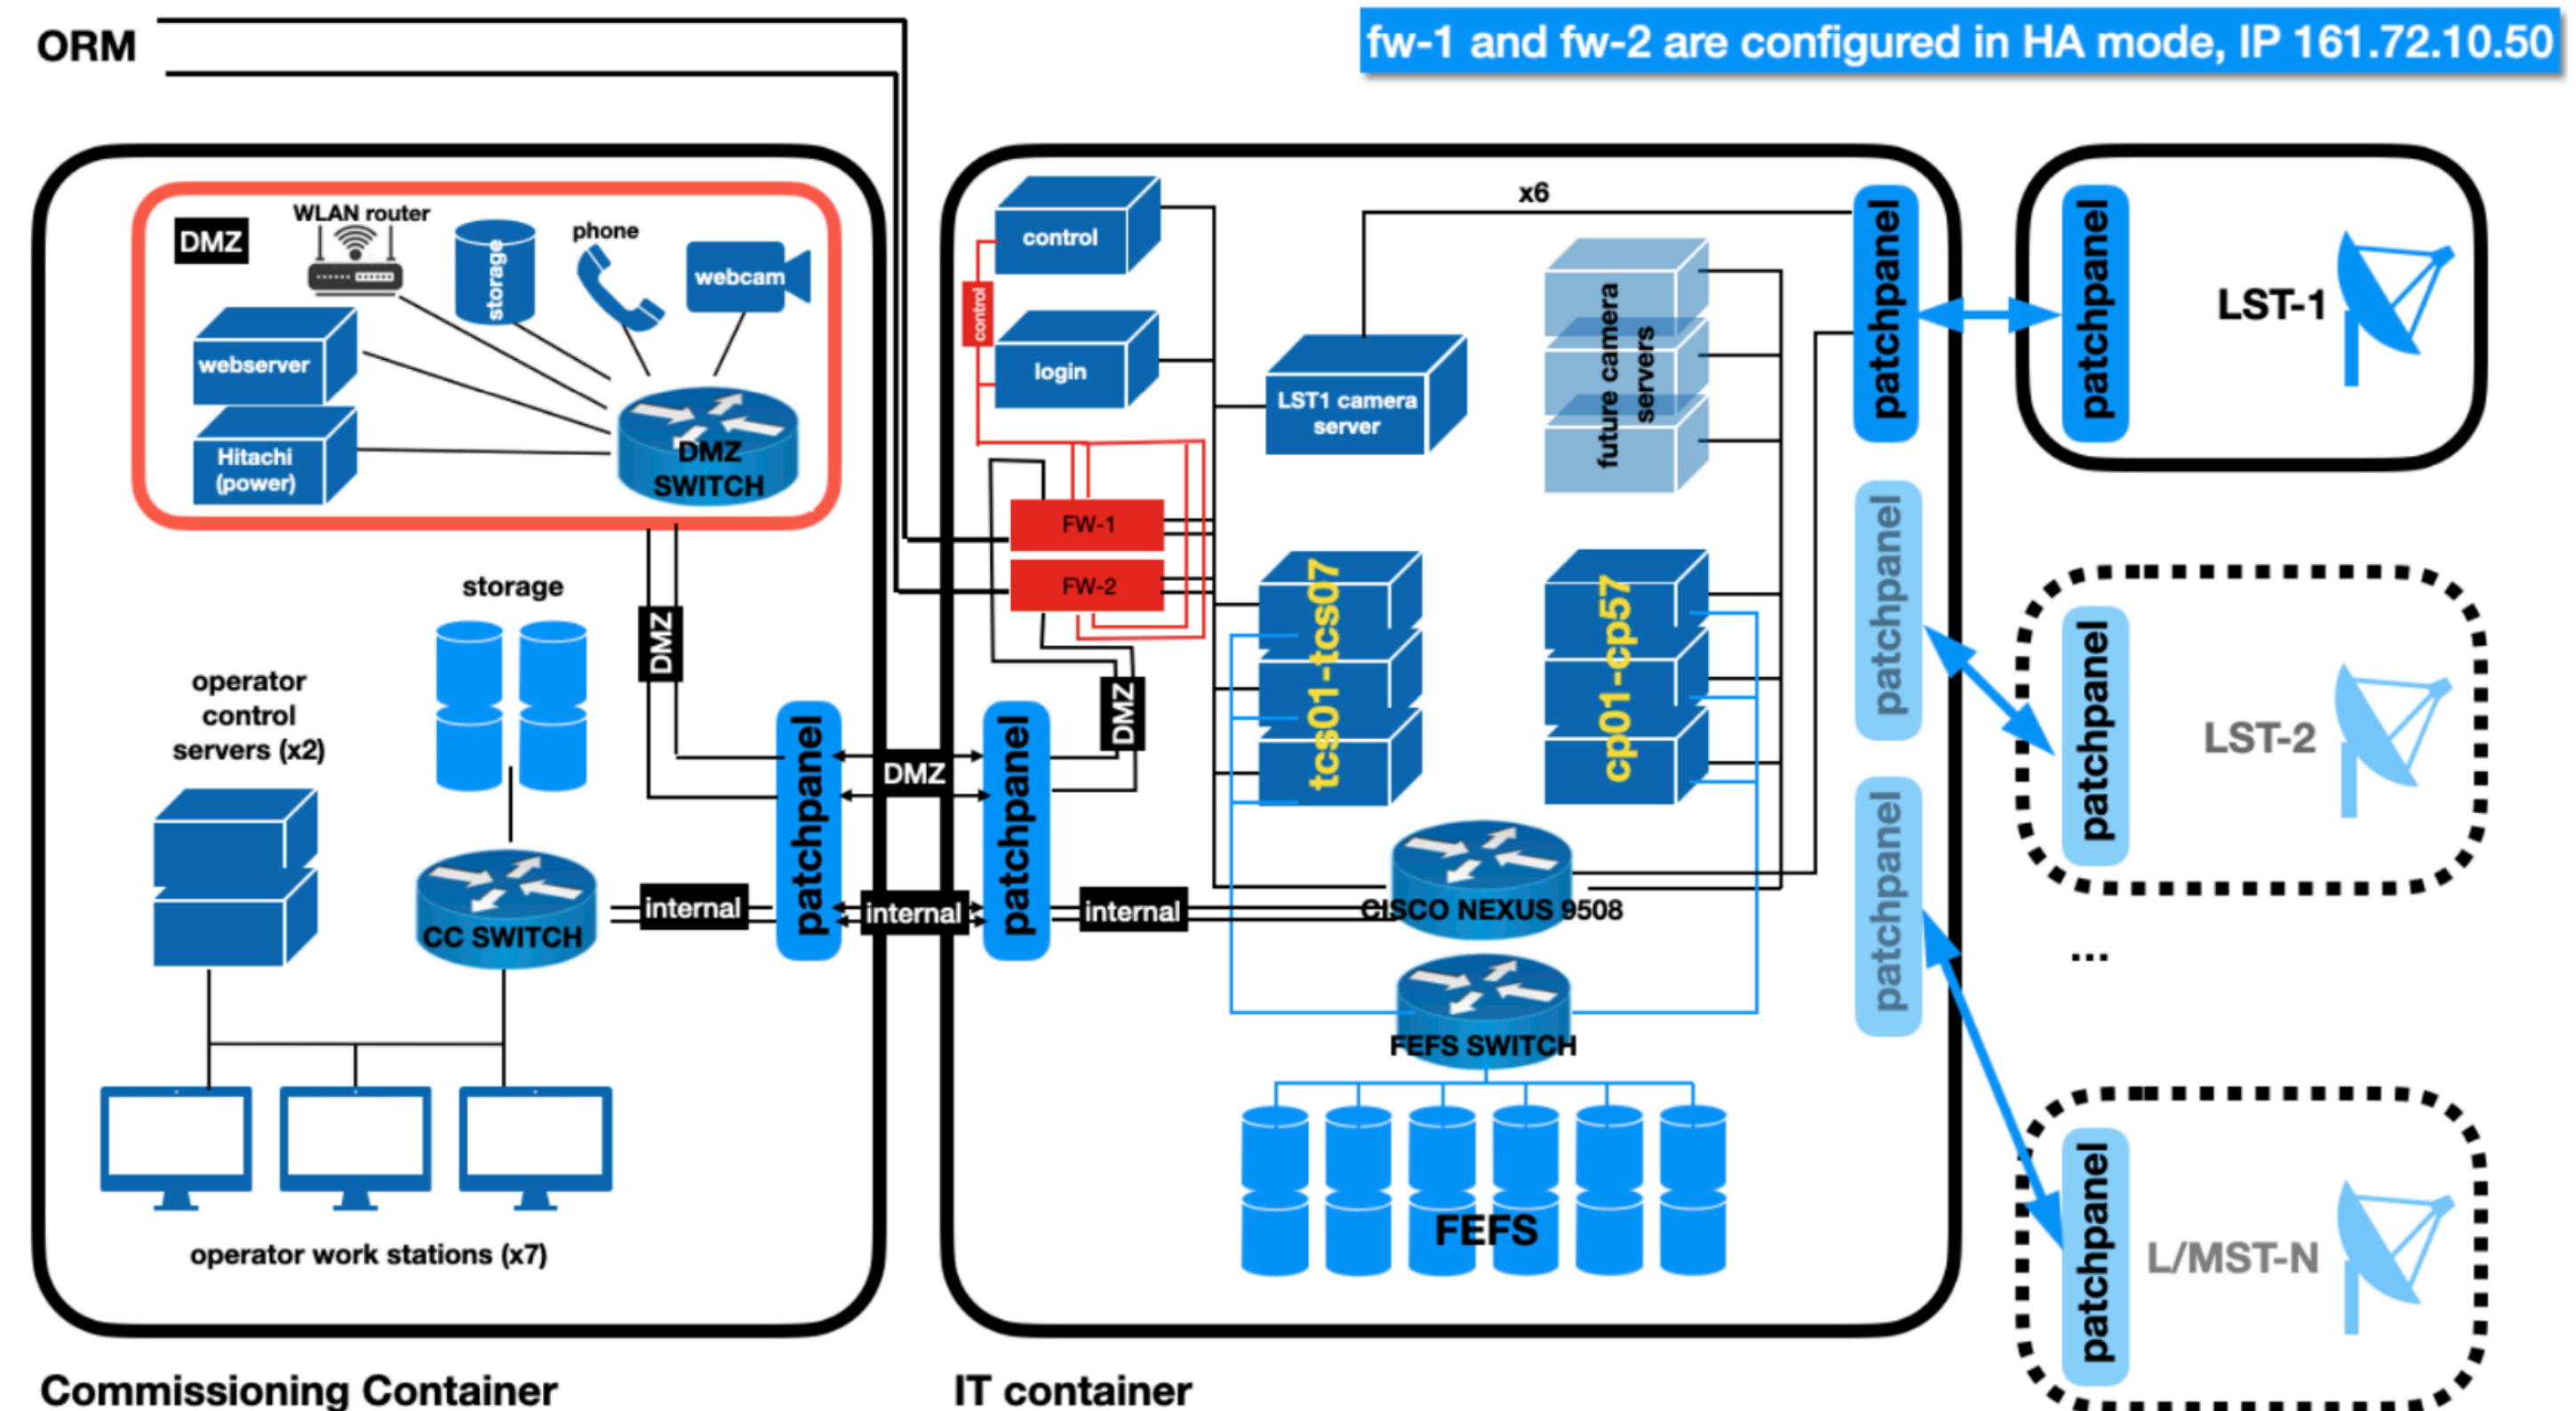 ORM
fw-1 and fw-2 are configured in HA mode, IP 161.72.10.50
DMZ
WLAN router
storage
phone
webcam
webserver
Hitachi
(power)
DMZ
SWITCH
storage
DMZ
operator
control
servers (x2)
CC SWITCH
internal
patchpanel
DMZ
internal
operator work stations (x7)
Commissioning Container
control
control
login
x6
LST1 camera
server
future camera
servers
FW-1
FW-2
DMZ
patchpanel
internal
tcs01-tcs07
cp01-cp57
CISCO NEXUS 9508
FEFS SWITCH
FEFS
patchpanel
patchpanel
patchpanel
IT container
patchpanel
LST-1
patchpanel
LST-2
...
patchpanel
L/MST-N